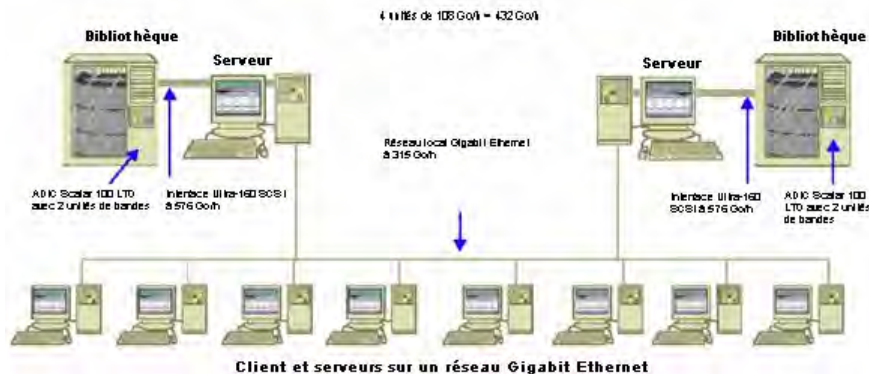 4 unités de 108 Go/h = 432 Go/h
Bibliothèque
Serveur
Bibliothèque
Serveur
Réseau local Gigabit Ethernet
à 315 Go/h
ADIC Scalar 100
LTO
avec 2 unités de bandes
Interface Ultra-160 SCSI
à 576 Go/h
Interface Ultra-160
SCSI à 576 Go/h
ADIC Scalar 100
LTO avec 2 unités
de bandes
Client et serveurs sur un réseau Gigabit Ethernet